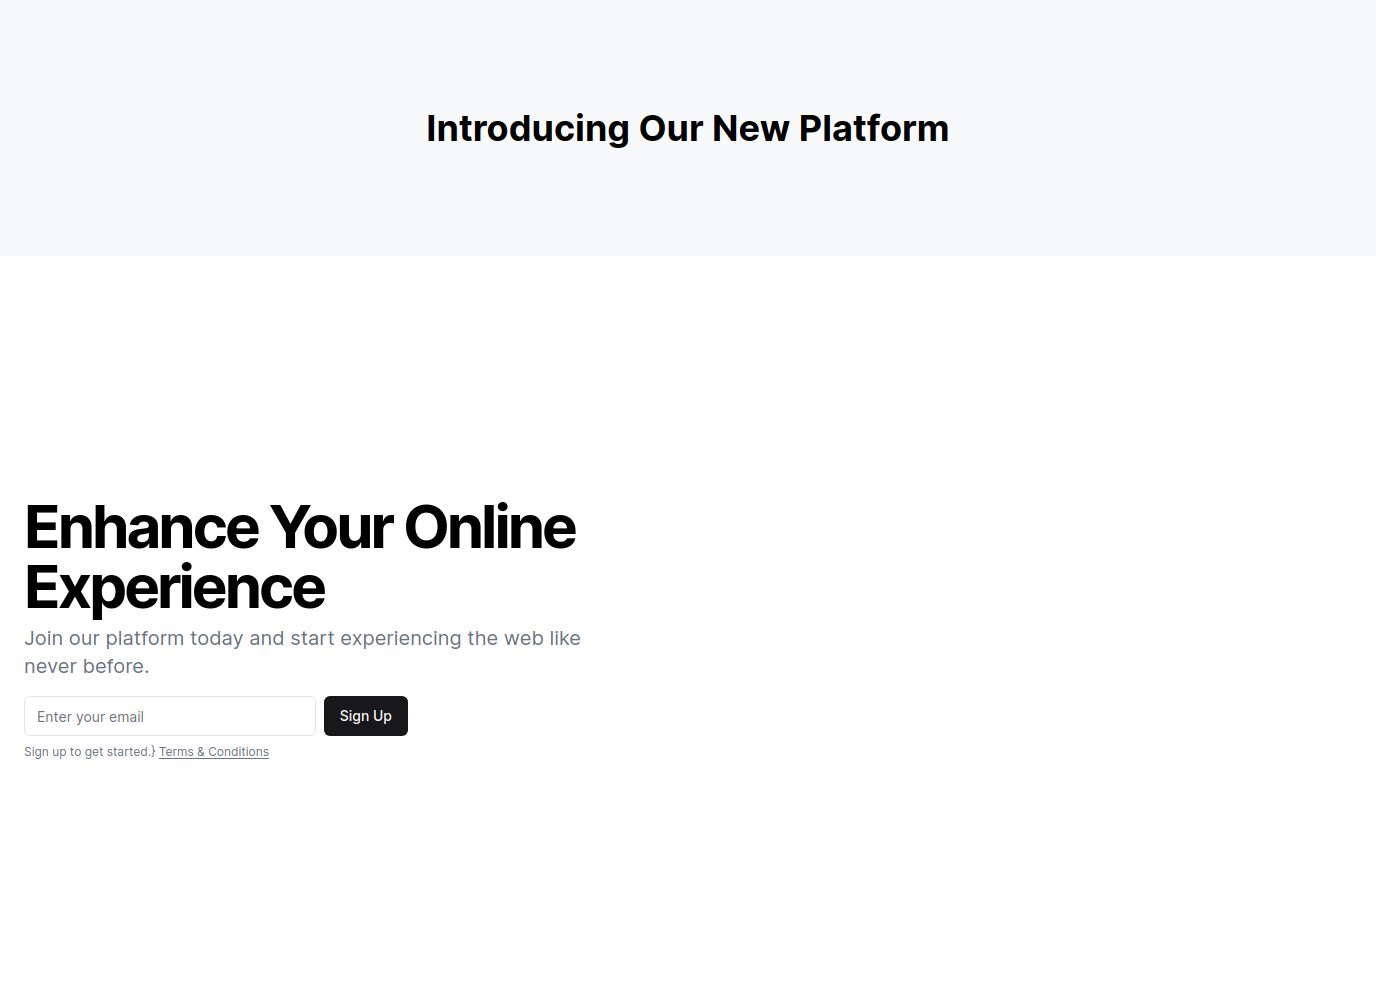 Introducing Our New Platform
Enhance Your Online
Experience
Join our platform today and start experiencing the web like
never before.
Enter your email
Sign Up
Sign up to get started.} Terms & Conditions